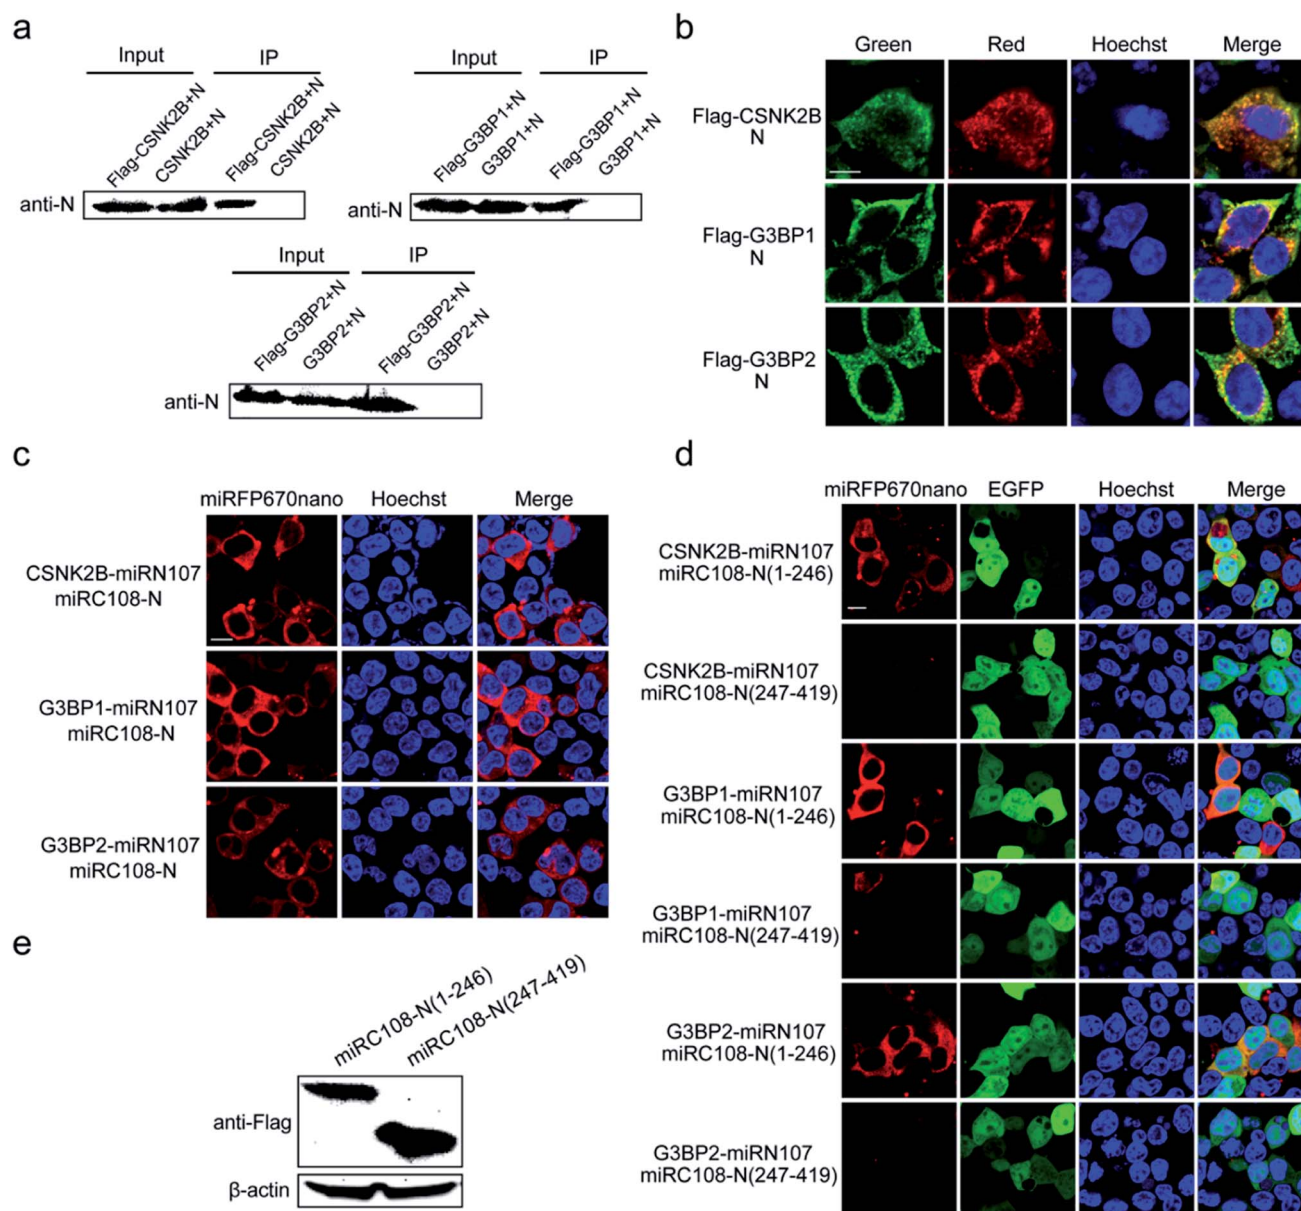 a
Input
IP
Flag-CSNK2B+N
CSNK2B+N
Flag-CSNK2B+N
CSNK2B+N
anti-N
Input
IP
Flag-G3BP1+N
G3BP1+N
Flag-G3BP1+N
G3BP1+N
anti-N
Input
IP
Flag-G3BP2+N
G3BP2+N
Flag-G3BP2+N
G3BP2+N
anti-N
b
Green Red Hoechst Merge
Flag-CSNK2B
N
Flag-G3BP1
N
Flag-G3BP2
N
c
miRFP670nano Hoechst Merge
CSNK2B-miRN107
miRC108-N
G3BP1-miRN107
miRC108-N
G3BP2-miRN107
miRC108-N
d
miRFP670nano EGFP Hoechst Merge
CSNK2B-miRN107
miRC108-N(1-246)
CSNK2B-miRN107
miRC108-N(247-419)
G3BP1-miRN107
miRC108-N(1-246)
G3BP1-miRN107
miRC108-N(247-419)
G3BP2-miRN107
miRC108-N(1-246)
G3BP2-miRN107
miRC108-N(247-419)
e
miRC108-N(1-246)
miRC108-N(247-419)
anti-Flag
β-actin